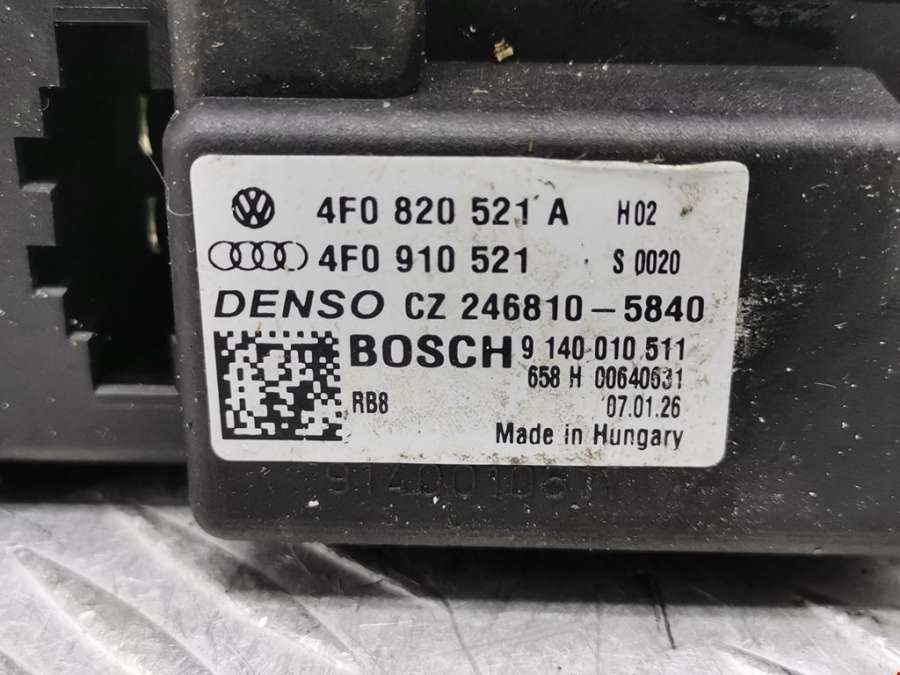 4F0 820 521 A H02
4F0 910 521 S 0020
DENSO CZ 246810-5840
BOSCH 9 140 010 511
658 H 00640631
RB8 07.01.26
Made in Hungary